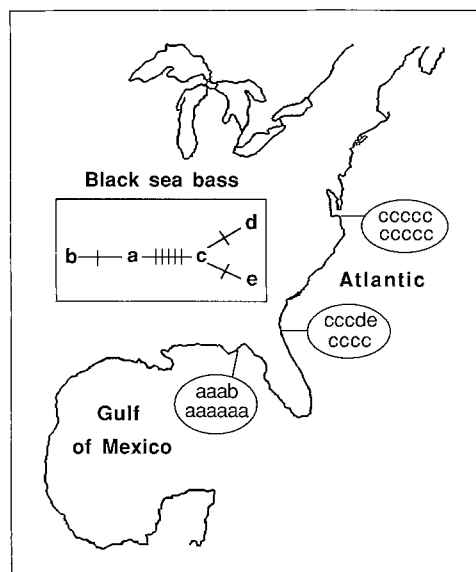 Black sea bass
b a c d e
ccccc
ccccc
Atlantic
cccde
cccc
aaab
aaaaaa
Gulf
of Mexico